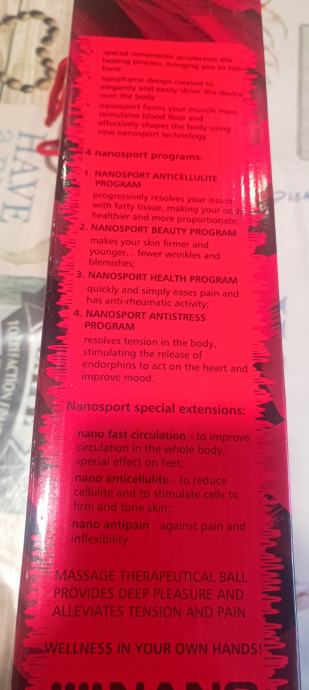 special nanomotor accelerates the
healing process, bringing you to top
form
nanoframe design created to
elegantly and easily 'drive' the device
over the body
nanosport forms your muscle mass,
stimulates blood flow and
effectively shapes the body using
new nanosport technology
4 nanosport programs:
1. NANOSPORT ANTICELLULITE
PROGRAM
progressively resolves your issues
with fatty tissue, making your body
healthier and more proportionate;
2. NANOSPORT BEAUTY PROGRAM
makes your skin firmer and
younger... fewer wrinkles and
blemishes;
3. NANOSPORT HEALTH PROGRAM
quickly and simply eases pain and
has anti-rheumatic activity;
4. NANOSPORT ANTISTRESS
PROGRAM
resolves tension in the body,
stimulating the release of
endorphins to act on the heart and
improve mood.
Nanosport special extensions:
nano fast circulation - to improve
circulation in the whole body,
special effect on feet;
nano anticellulite - to reduce
cellulite and to stimulate cells to
firm and tone skin;
nano antipain - against pain and
inflexibility.
MASSAGE THERAPEUTICAL BALL
PROVIDES DEEP PLEASURE AND
ALLEVIATES TENSION AND PAIN.
WELLNESS IN YOUR OWN HANDS!
NANO
HAVE